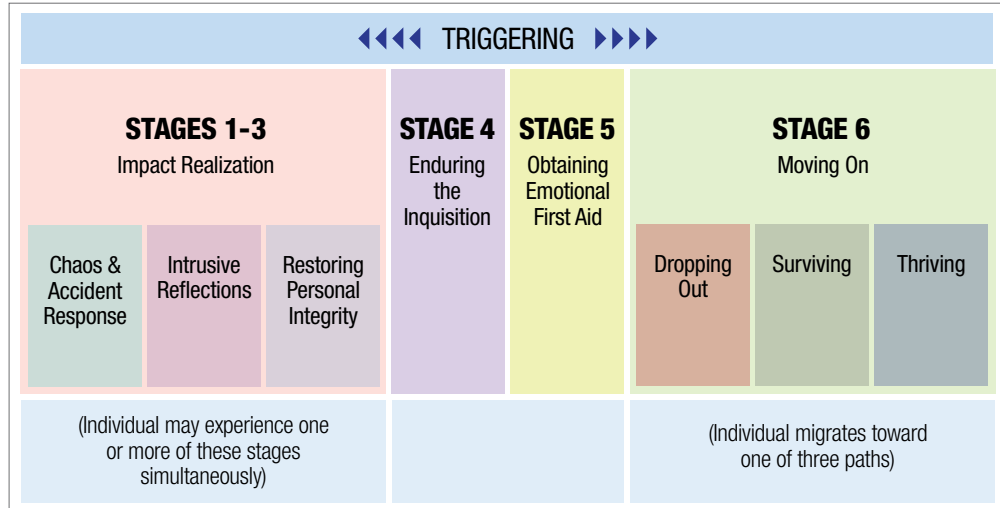 TRIGGERING
STAGES 1-3
Impact Realization
Chaos &
Accident
Response
Intrusive
Reflections
Restoring
Personal
Integrity
(Individual may experience one
or more of these stages
simultaneously)
STAGE 4
Enduring
the
Inquisition
STAGE 5
Obtaining
Emotional
First Aid
STAGE 6
Moving On
Dropping
Out
Surviving
Thriving
(Individual migrates toward
one of three paths)